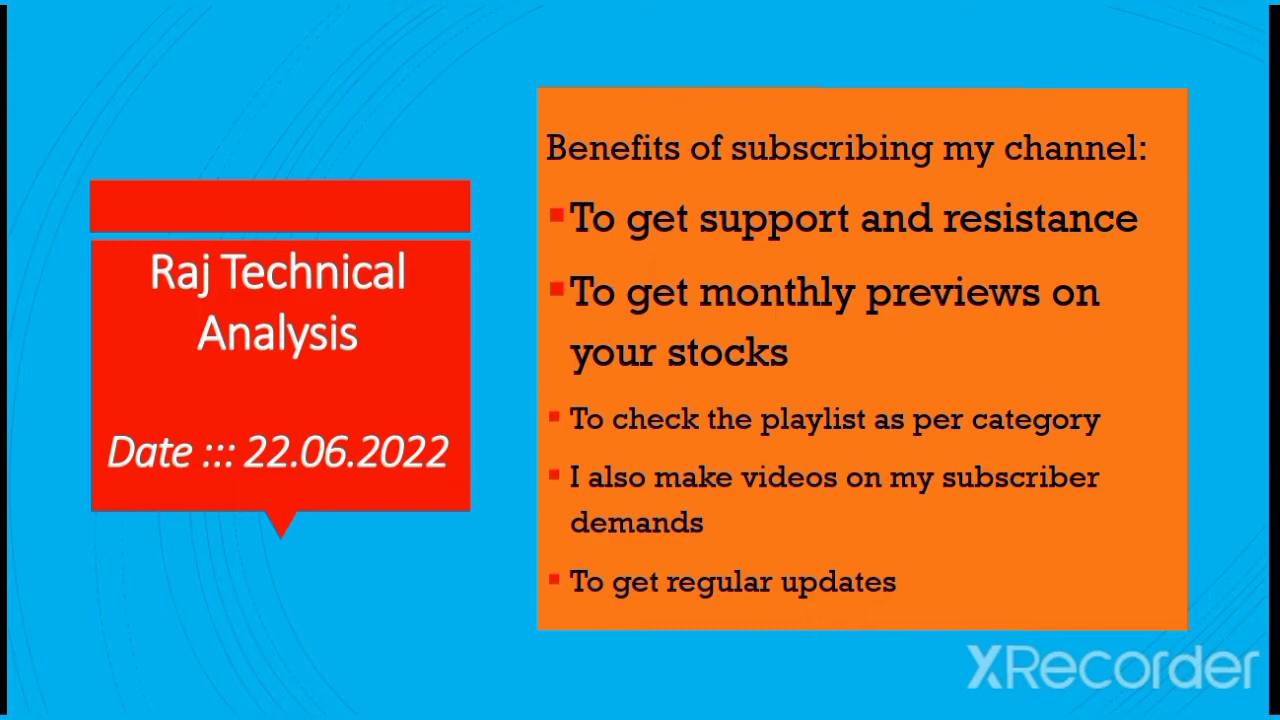 Raj Technical
Analysis
Date ::: 22.06.2022
Benefits of subscribing my channel:
To get support and resistance
To get monthly previews on
your stocks
To check the playlist as per category
I also make videos on my subscriber
demands
To get regular updates
XRecorder